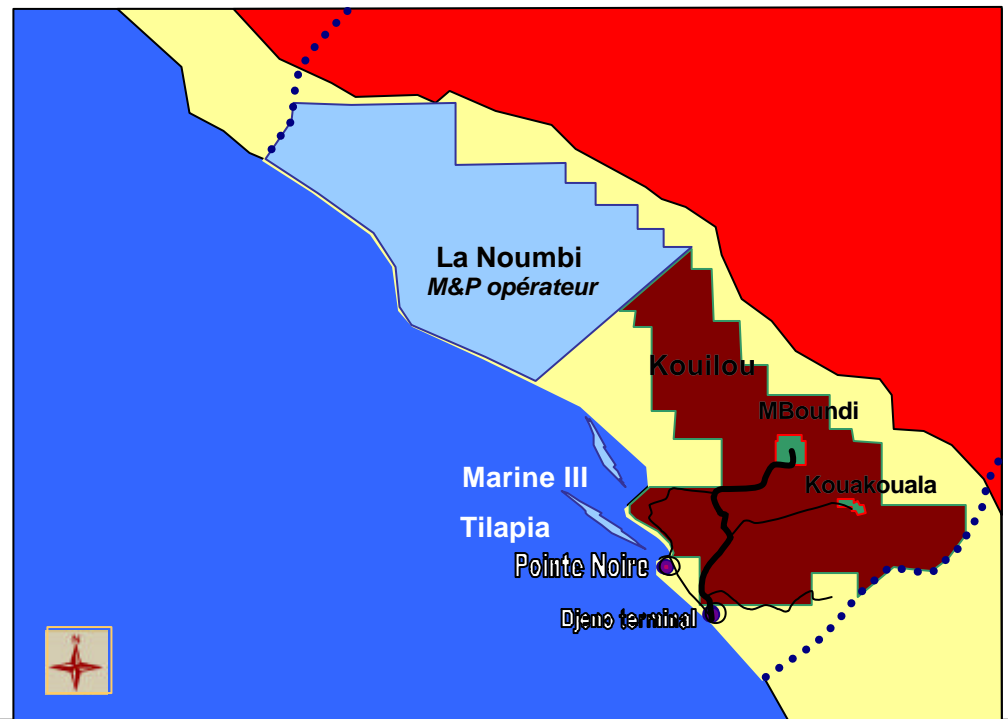 La Noumbi
M&P opérateur
Kouilou
MBoundi
Marine III
Kouakouala
Tilapia
Pointe Noire
Djeno terminal
N